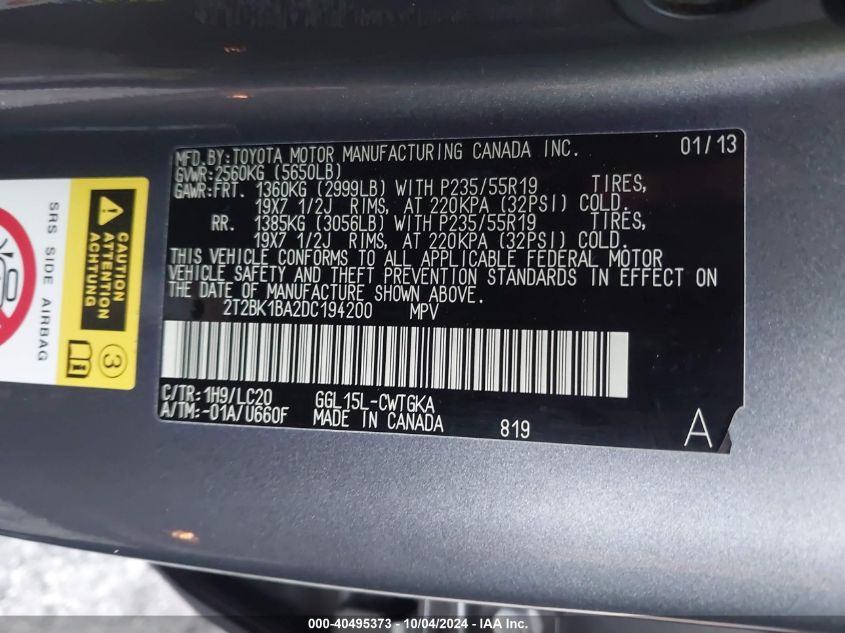 MFD. BY: TOYOTA MOTOR MANUFACTURING CANADA INC. 01/13
GVWR: 2560KG (5650LB)
GAWR: FRT. 1360KG (2999LB) WITH P235/55R19 TIRES,
19X7 1/2J RIMS, AT 220KPA (32PSI) COLD.
RR. 1385KG (3056LB) WITH P235/55R19 TIRES,
19X7 1/2J RIMS, AT 220KPA (32PSI) COLD.
THIS VEHICLE CONFORMS TO ALL APPLICABLE FEDERAL MOTOR
VEHICLE SAFETY AND THEFT PREVENTION STANDARDS IN EFFECT ON
THE DATE OF MANUFACTURE SHOWN ABOVE.
2T2BK1BA2DC194200 MPV
C/TR: 1H9/LC20 GGL15L-CWTGKA
A/TM: -01A/U660F MADE IN CANADA 819
A
CAUTION
ATTENTION
ACHTUNG
3
SRS SIDE AIRBAG
000-40495373 - 10/04/2024 - IAA Inc.